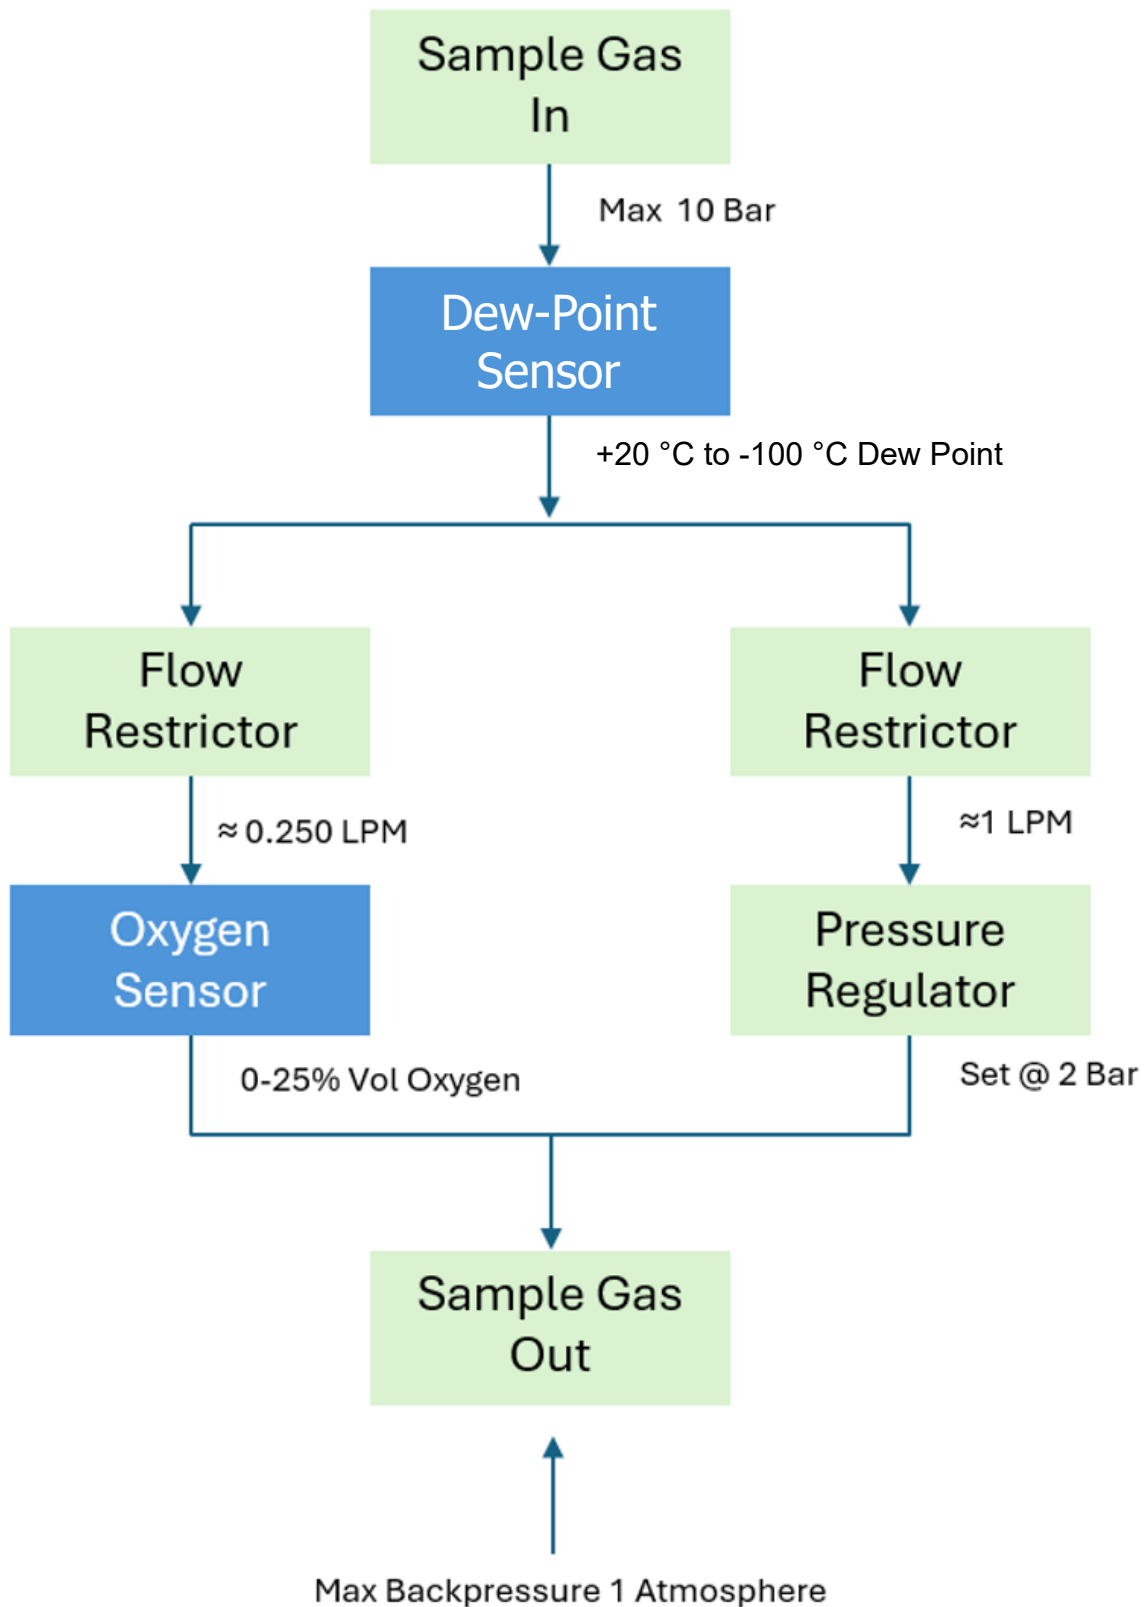 Sample Gas
In
Max  10 Bar
Dew-Point
Sensor
+20 °C to -100 °C Dew Point
Flow
Restrictor
Flow
Restrictor
≈ 0.250 LPM
≈1 LPM
Oxygen
Sensor
Pressure
Regulator
0-25% Vol Oxygen
Set @ 2 Bar
Sample Gas
Out
Max Backpressure 1 Atmosphere